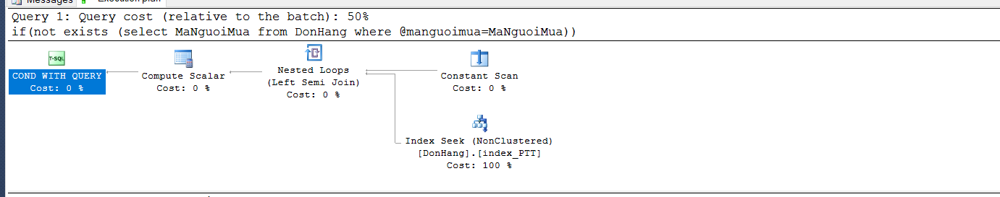 Messages
Execution plan
Query 1: Query cost (relative to the batch): 50%
if(not exists (select MaNguoiMua from DonHang where @manguoimua=MaNguoiMua))
T-SQL
COND WITH QUERY
Cost: 0 %
Compute Scalar
Cost: 0 %
Nested Loops
(Left Semi Join)
Cost: 0 %
Constant Scan
Cost: 0 %
Index Seek (NonClustered)
[DonHang].[index_PTT]
Cost: 100 %